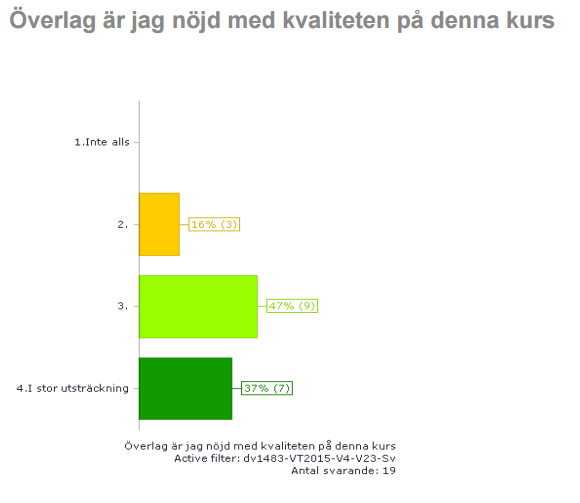 Överlag är jag nöjd med kvaliteten på denna kurs
1.Inte alls
2.
16% (3)
3.
47% (9)
4.I stor utsträckning
37% (7)
Överlag är jag nöjd med kvaliteten på denna kurs
Active filter: dv1483-VT2015-V4-V23-Sv
Antal svarande: 19